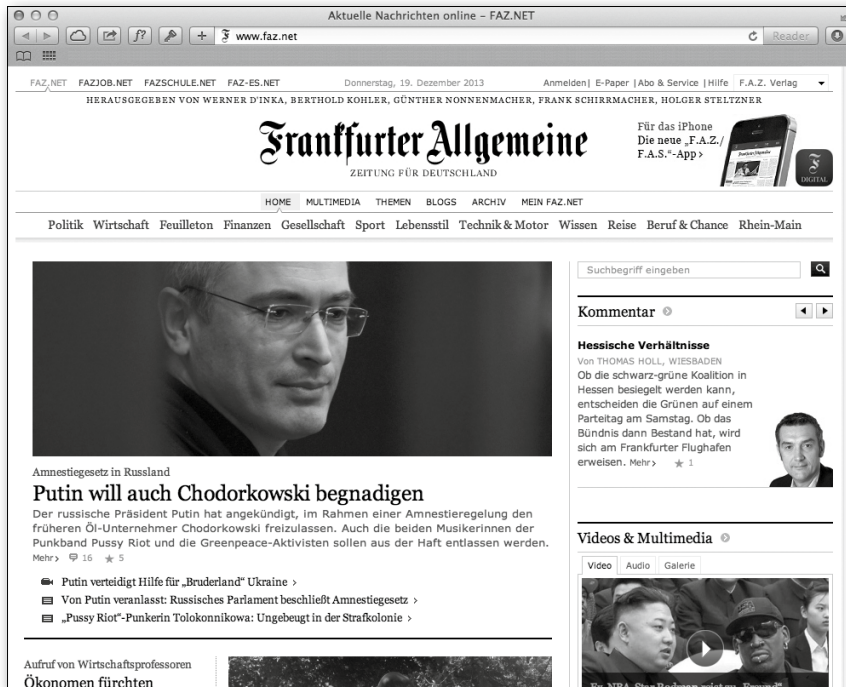 Aktuelle Nachrichten online – FAZ.NET
www.faz.net
Reader
FAZ.NET FAZJOB.NET FAZSCHULE.NET FAZ-ES.NET Donnerstag, 19. Dezember 2013 Anmelden| E-Paper |Abo & Service |Hilfe F.A.Z. Verlag
HERAUSGEGEBEN VON WERNER D'INKA, BERTHOLD KOHLER, GÜNTHER NONNENMACHER, FRANK SCHIRRMACHER, HOLGER STELTZNER
Frankfurter Allgemeine
ZEITUNG FÜR DEUTSCHLAND
Für das iPhone
Die neue „F.A.Z./
F.A.S."-App ›
DIGITAL
HOME MULTIMEDIA THEMEN BLOGS ARCHIV MEIN FAZ.NET
Politik Wirtschaft Feuilleton Finanzen Gesellschaft Sport Lebensstil Technik & Motor Wissen Reise Beruf & Chance Rhein-Main
Amnestiegesetz in Russland
Putin will auch Chodorkowski begnadigen
Der russische Präsident Putin hat angekündigt, im Rahmen einer Amnestieregelung den
früheren Öl-Unternehmer Chodorkowski freizulassen. Auch die beiden Musikerinnen der
Punkband Pussy Riot und die Greenpeace-Aktivisten sollen aus der Haft entlassen werden.
Mehr › 16 5
Putin verteidigt Hilfe für „Bruderland" Ukraine ›
Von Putin veranlasst: Russisches Parlament beschließt Amnestiegesetz ›
„Pussy Riot"-Punkerin Tolokonnikowa: Ungebeugt in der Strafkolonie ›
Aufruf von Wirtschaftsprofessoren
Ökonomen fürchten
Suchbegriff eingeben
Kommentar
Hessische Verhältnisse
Von THOMAS HOLL, WIESBADEN
Ob die schwarz-grüne Koalition in
Hessen besiegelt werden kann,
entscheiden die Grünen auf einem
Parteitag am Samstag. Ob das
Bündnis dann Bestand hat, wird
sich am Frankfurter Flughafen
erweisen. Mehr › 1
Videos & Multimedia
Video Audio Galerie
Ex-NBA-Star Rodman reist zu „Freund"